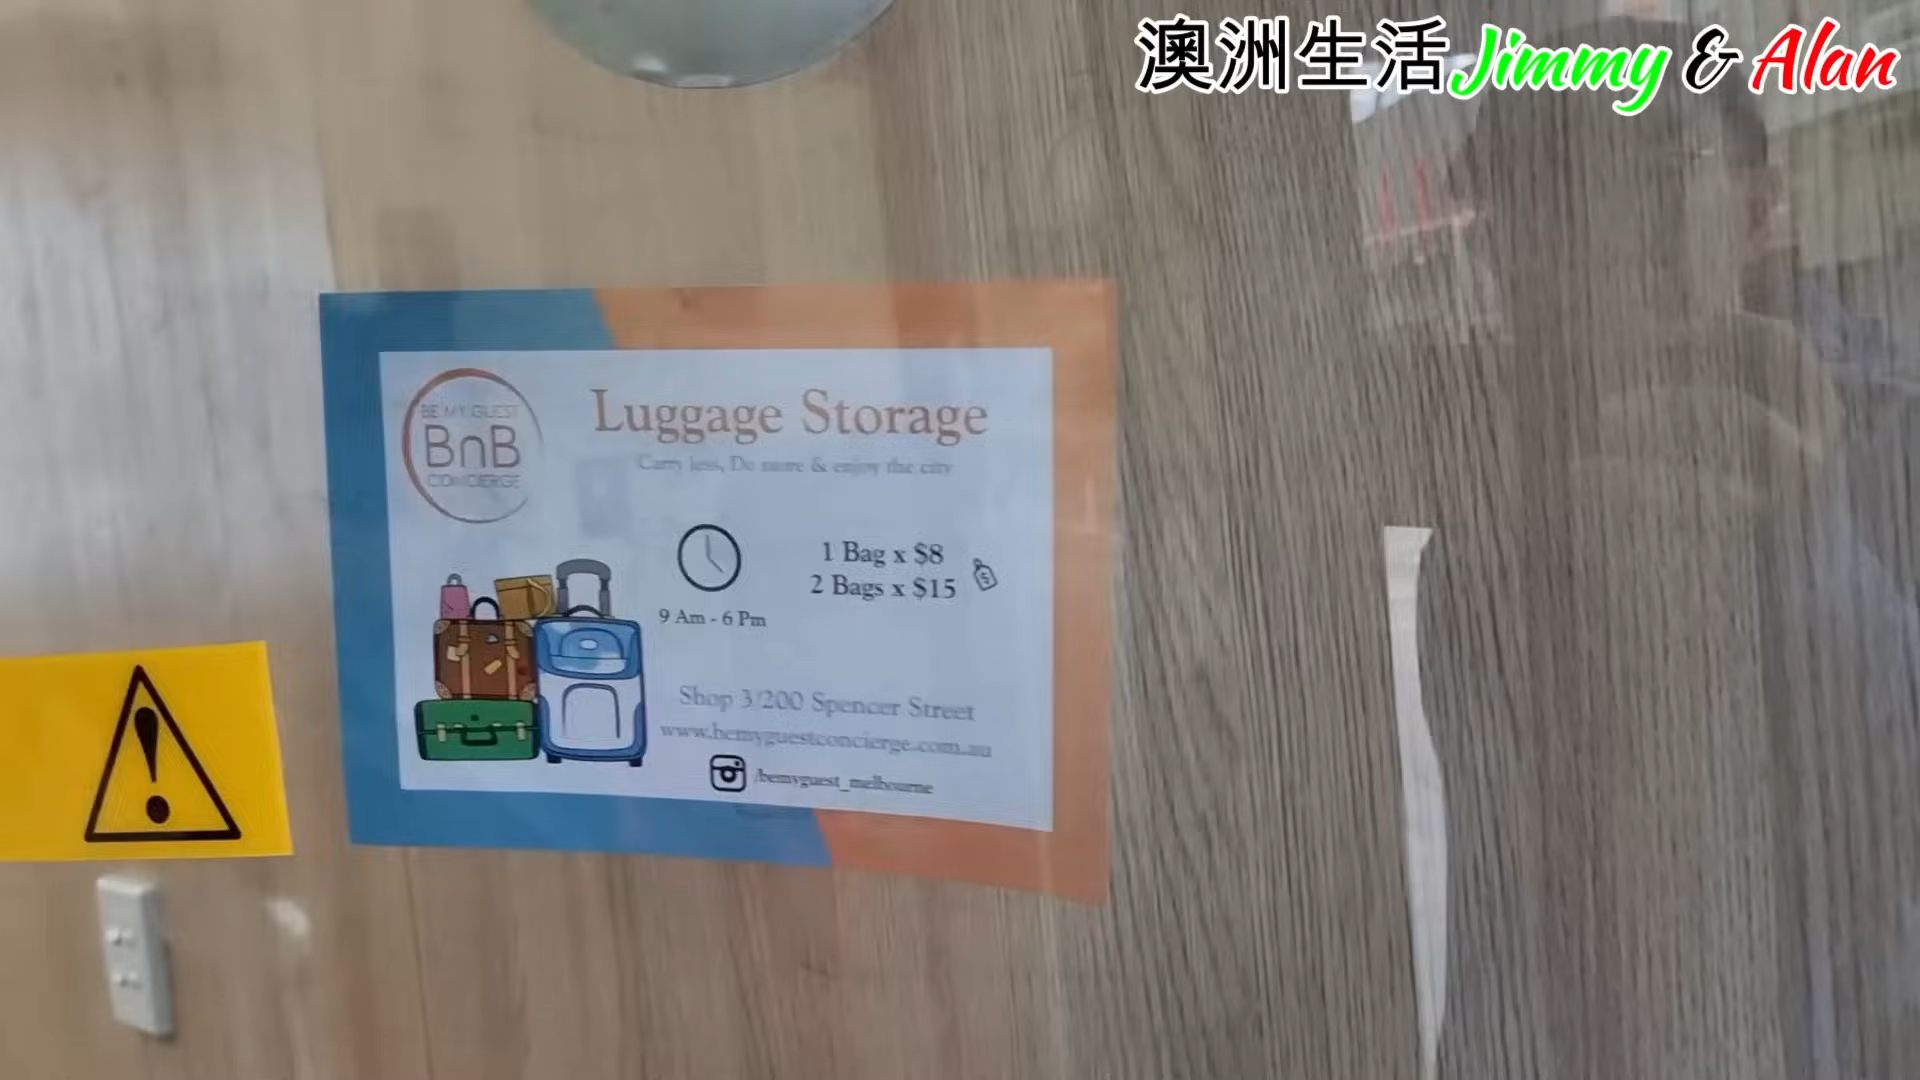 澳洲生活Jimmy & Alan
BE MY GUEST
BnB
CONCIERGE
Luggage Storage
Carry less, Do more & enjoy the city
1 Bag x $8
2 Bags x $15
9 Am - 6 Pm
Shop 3/200 Spencer Street
www.bemyguestconcierge.com.au
/bemyguest_melbourne